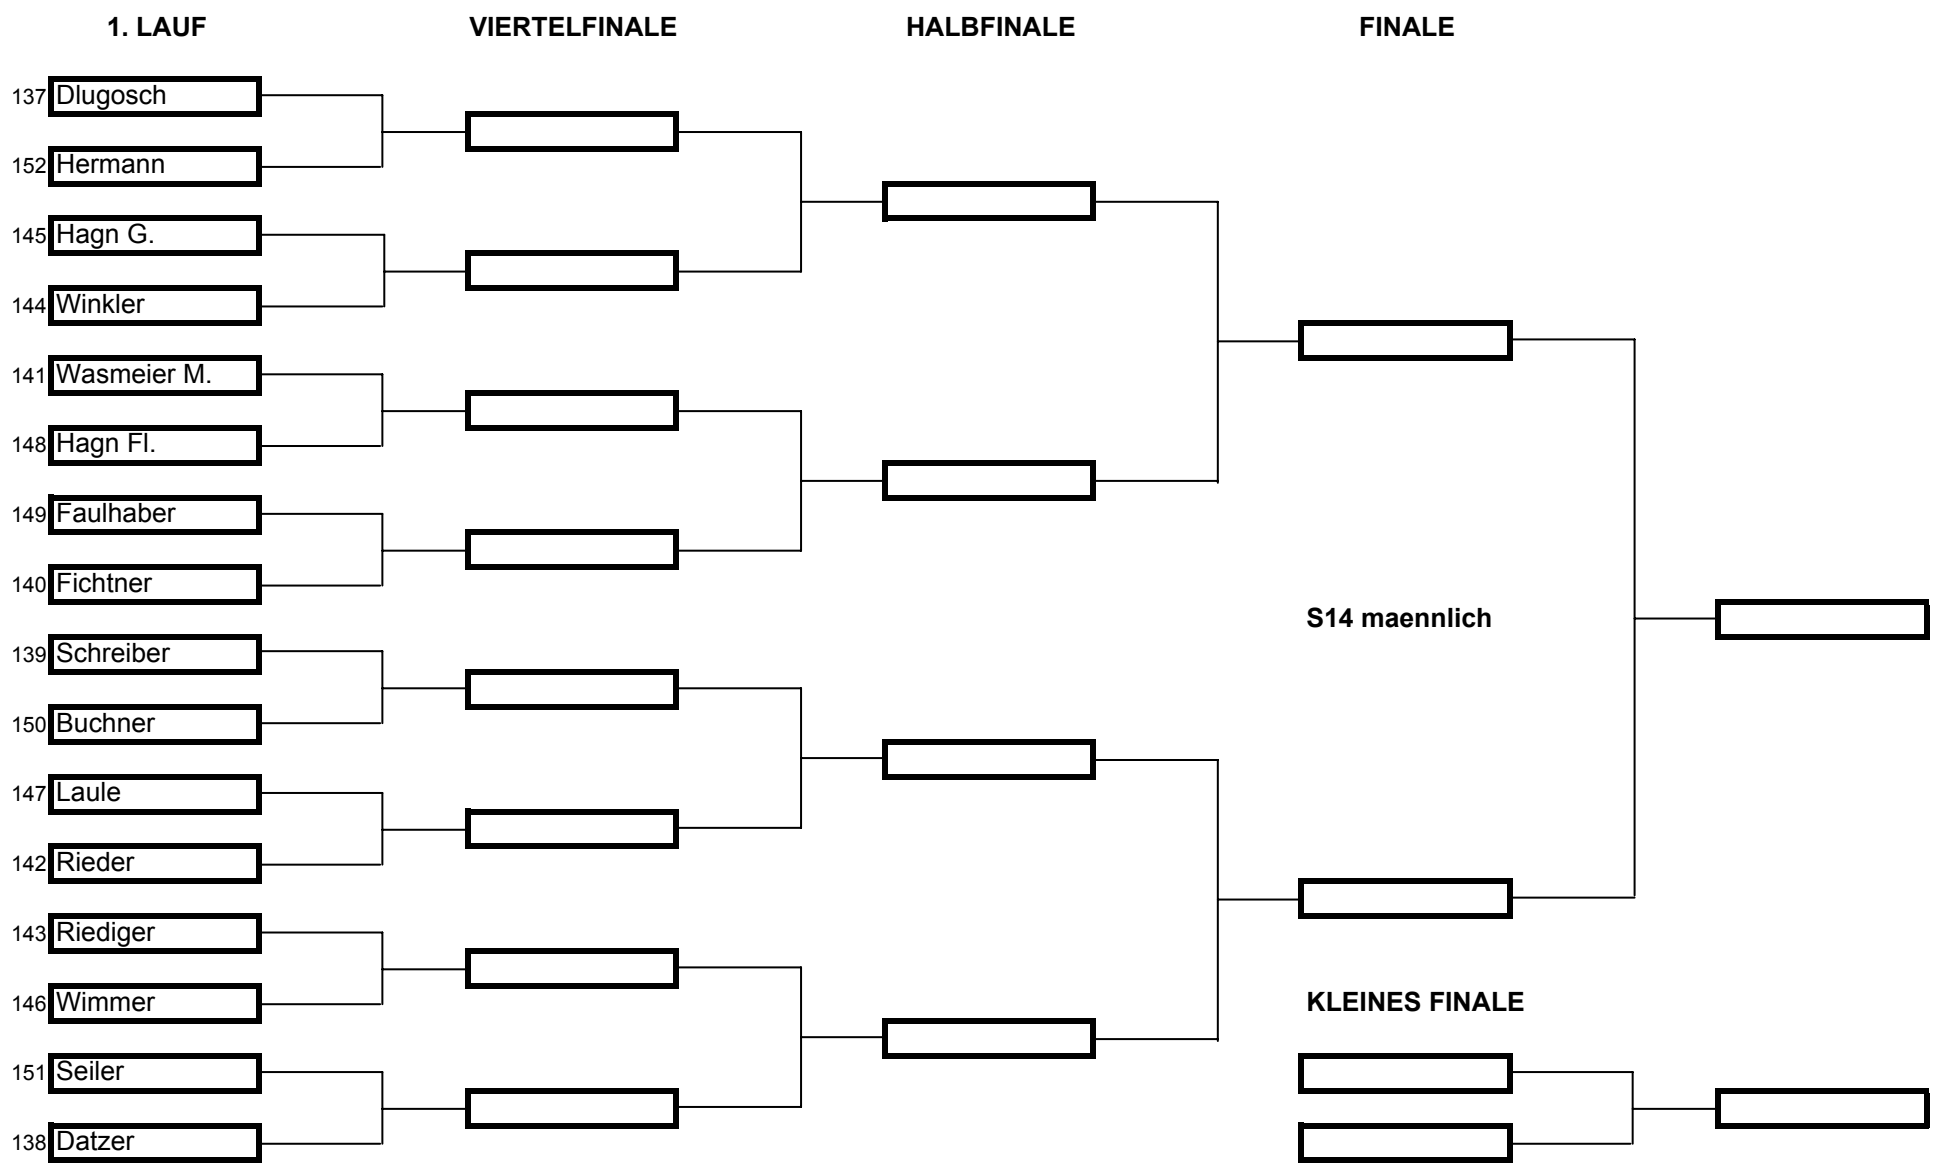 1. LAUF VIERTELFINALE HALBFINALE FINALE
137 Dlugosch
152 Hermann
145 Hagn G.
144 Winkler
141 Wasmeier M.
148 Hagn Fl.
149 Faulhaber
140 Fichtner
S14 maennlich
139 Schreiber
150 Buchner
147 Laule
142 Rieder
143 Riediger
146 Wimmer
KLEINES FINALE
151 Seiler
138 Datzer